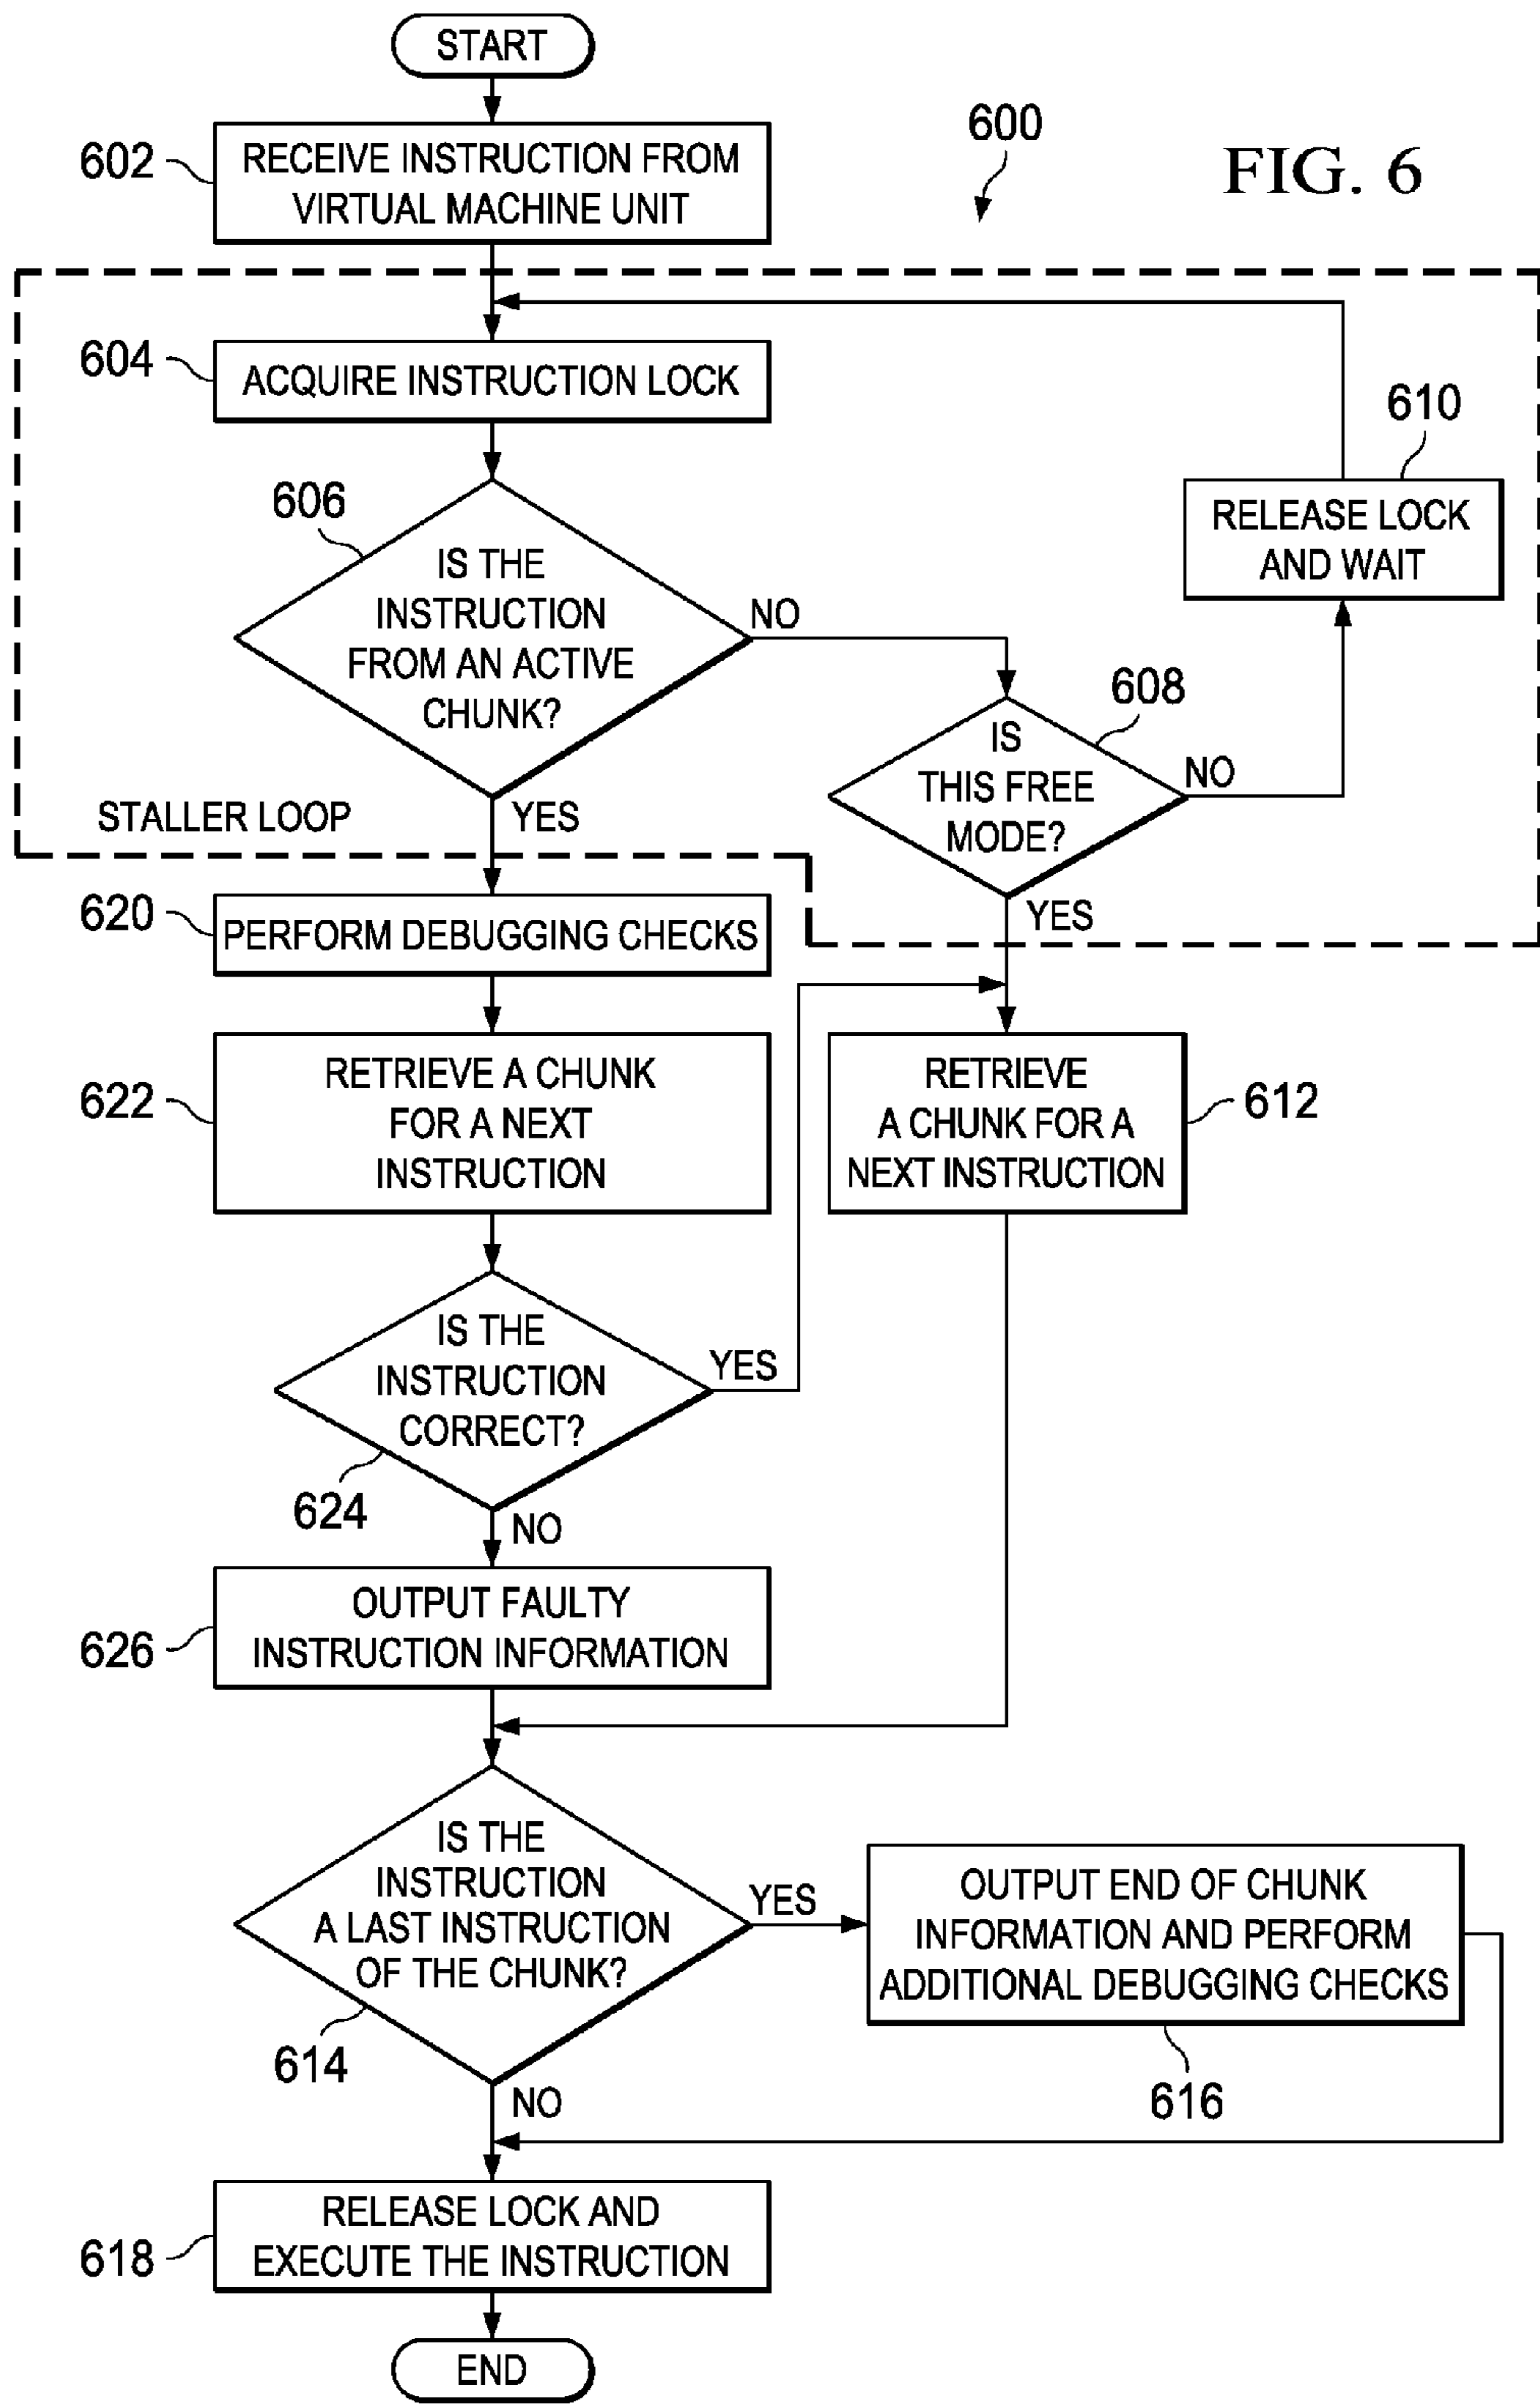 START
600
FIG. 6
602
RECEIVE INSTRUCTION FROM
VIRTUAL MACHINE UNIT
604
ACQUIRE INSTRUCTION LOCK
610
RELEASE LOCK
AND WAIT
606
IS THE
INSTRUCTION
FROM AN ACTIVE
CHUNK?
NO
608
IS
THIS FREE
MODE?
NO
STALLER LOOP
YES
YES
620
PERFORM DEBUGGING CHECKS
622
RETRIEVE A CHUNK
FOR A NEXT
INSTRUCTION
RETRIEVE
A CHUNK FOR A
NEXT INSTRUCTION
612
IS THE
INSTRUCTION
CORRECT?
YES
624
NO
626
OUTPUT FAULTY
INSTRUCTION INFORMATION
IS THE
INSTRUCTION
A LAST INSTRUCTION
OF THE CHUNK?
YES
614
OUTPUT END OF CHUNK
INFORMATION AND PERFORM
ADDITIONAL DEBUGGING CHECKS
616
NO
618
RELEASE LOCK AND
EXECUTE THE INSTRUCTION
END